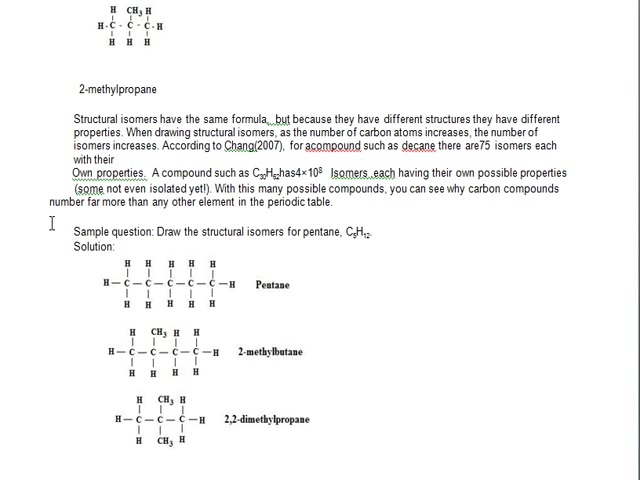 H CH3 H
H - C - C - C - H
H H H
2-methylpropane
Structural isomers have the same formula, but because they have different structures they have different
properties. When drawing structural isomers, as the number of carbon atoms increases, the number of
isomers increases. According to Chang(2007), for acompound such as decane there are75 isomers each
with their
Own properties. A compound such as C30H62has4×10⁸ Isomers ,each having their own possible properties
(some not even isolated yet!). With this many possible compounds, you can see why carbon compounds
number far more than any other element in the periodic table.
Sample question: Draw the structural isomers for pentane, C5H12.
Solution:
H H H H H
H — C — C — C — C — C — H Pentane
H H H H H
H CH3 H H
H — C — C — C — C — H 2-methylbutane
H H H H
H CH3 H
H — C — C — C — H 2,2-dimethylpropane
H CH3 H